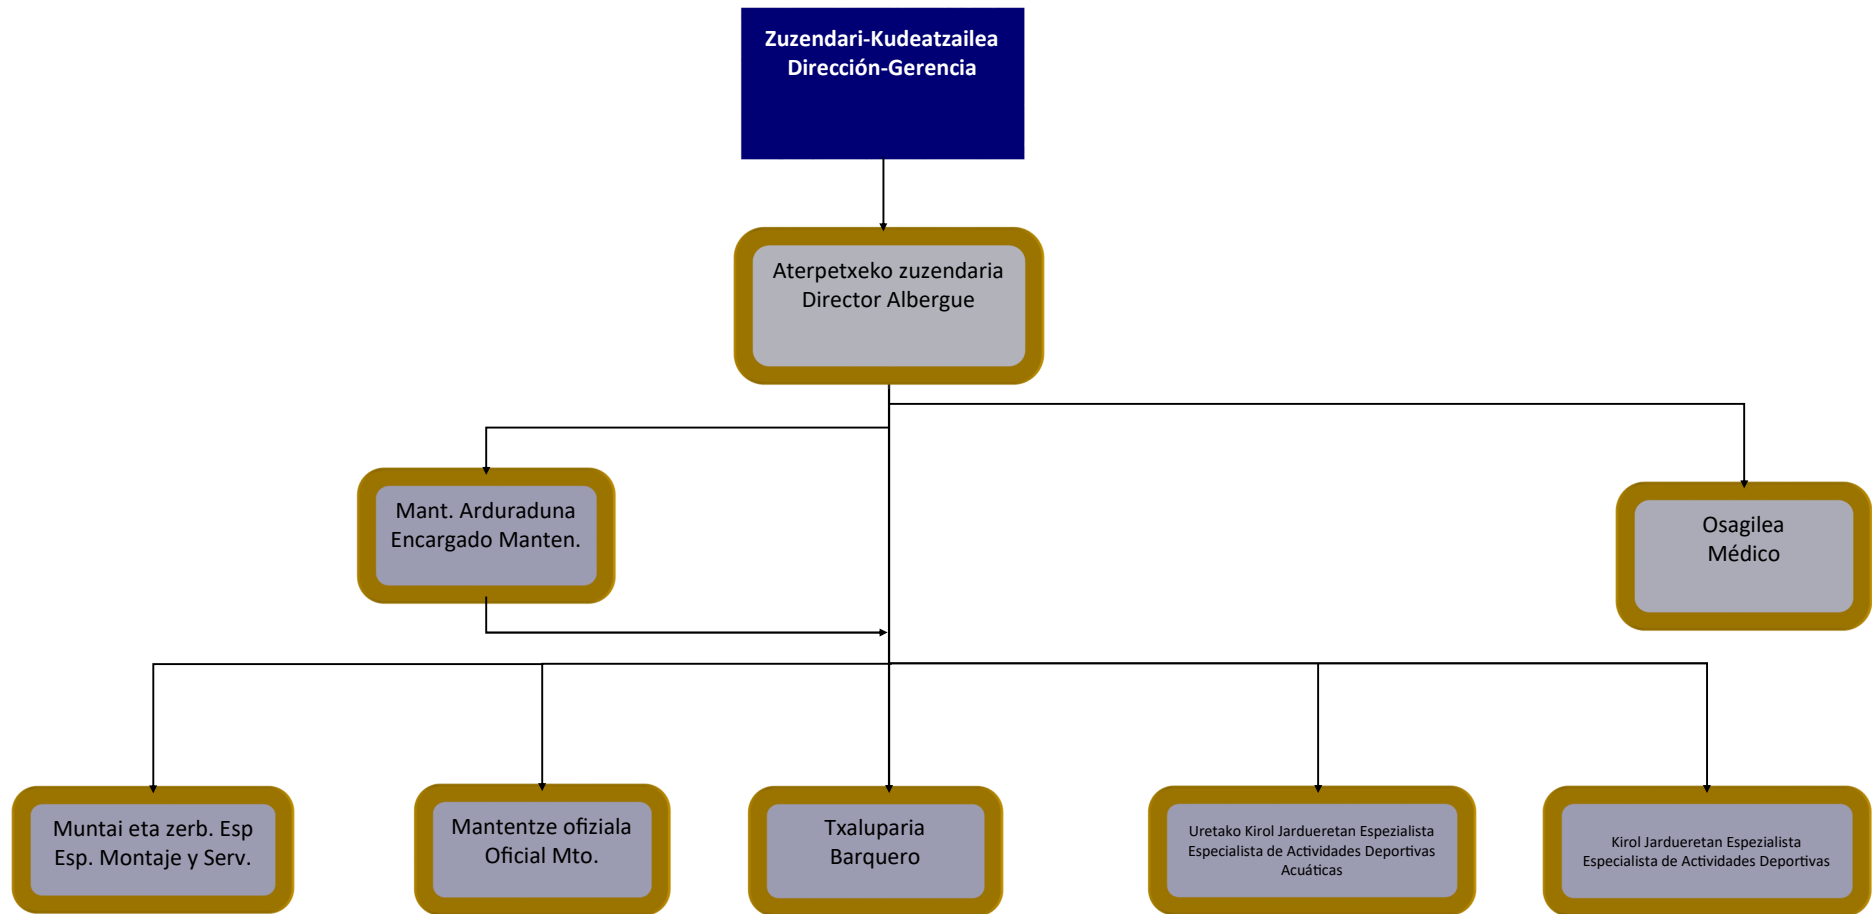 Zuzendari-Kudeatzailea
Dirección-Gerencia
Aterpetxeko zuzendaria
Director Albergue
Mant. Arduraduna
Encargado Manten.
Osagilea
Médico
Muntai eta zerb. Esp
Esp. Montaje y Serv.
Mantentze ofiziala
Oficial Mto.
Txaluparia
Barquero
Uretako Kirol Jardueretan Espezialista
Especialista de Actividades Deportivas
Acuáticas
Kirol Jardueretan Espezialista
Especialista de Actividades Deportivas